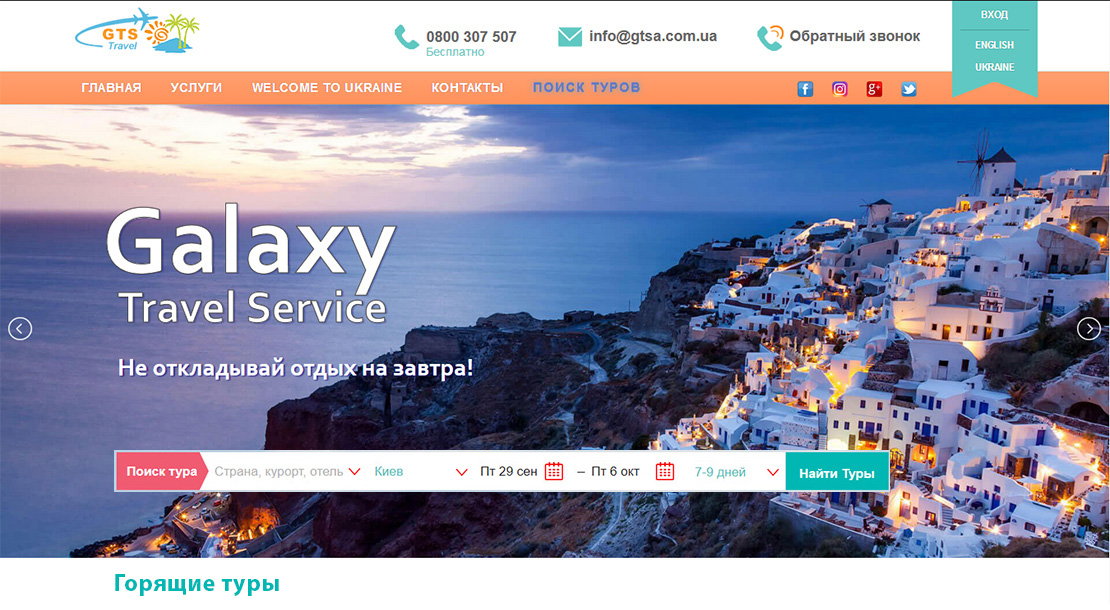 GTS
Travel
0800 307 507
Бесплатно
info@gtsa.com.ua
Обратный звонок
ВХОД
ENGLISH
UKRAINE
ГЛАВНАЯ УСЛУГИ WELCOME TO UKRAINE КОНТАКТЫ ПОИСК ТУРОВ
f g+
Galaxy
Travel Service
Не откладывай отдых на завтра!
Поиск тура Страна, курорт, отель Киев Пт 29 сен – Пт 6 окт 7-9 дней Найти Туры
Горящие туры